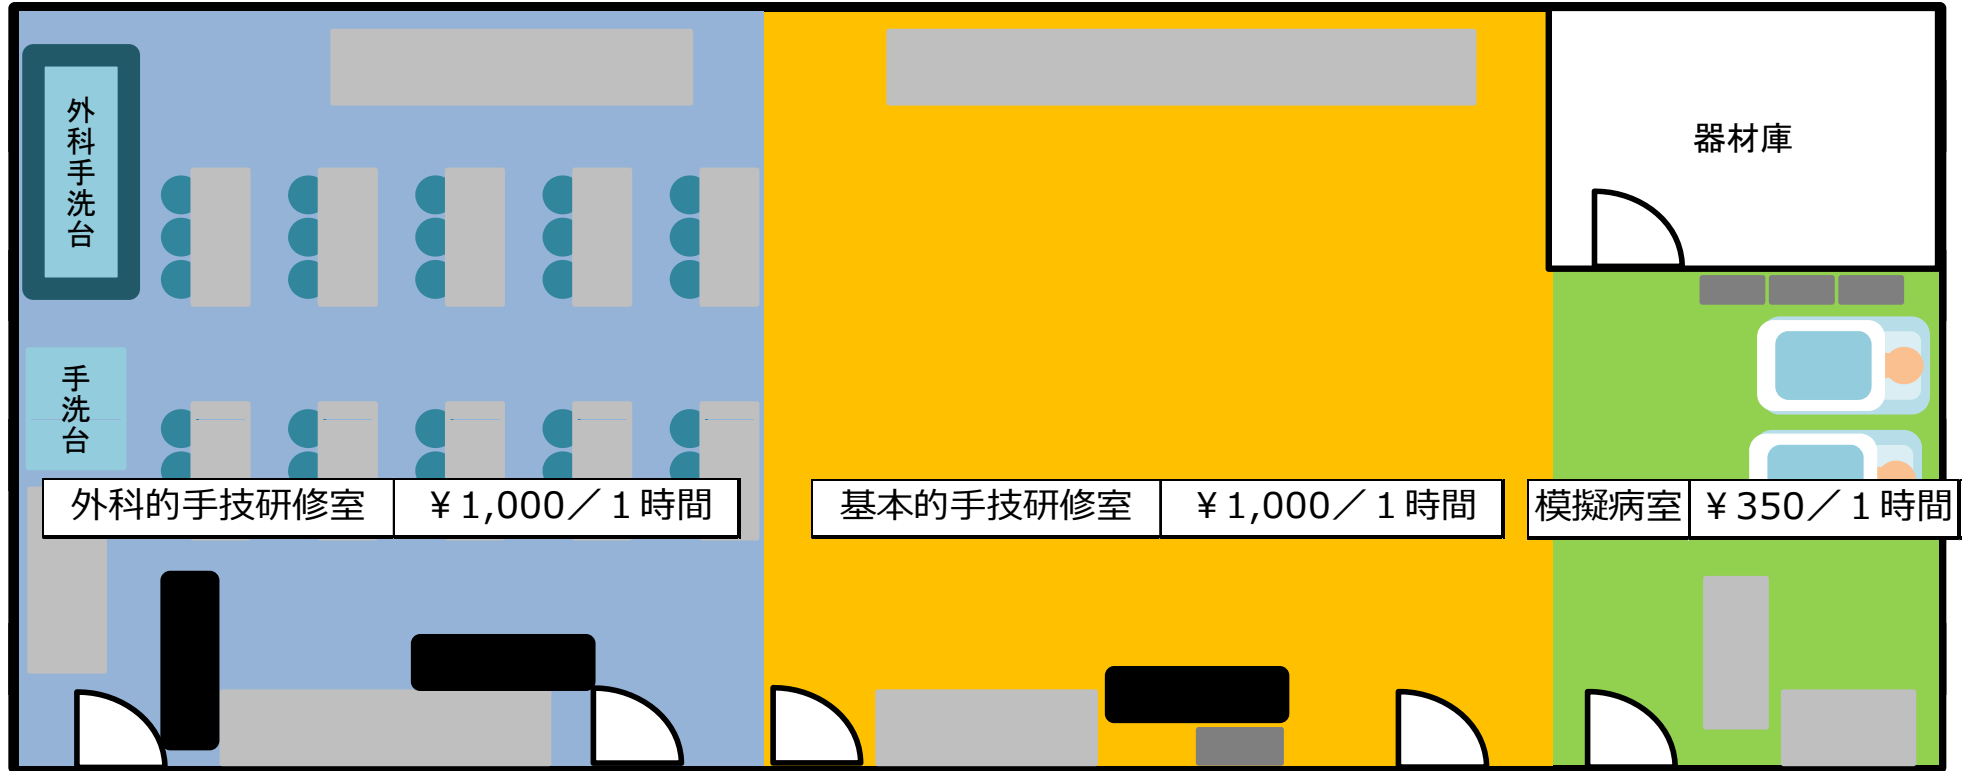 外科手洗台
器材庫
手洗台
外科的手技研修室 ￥1,000／１時間
基本的手技研修室 ￥1,000／１時間
模擬病室 ￥350／１時間